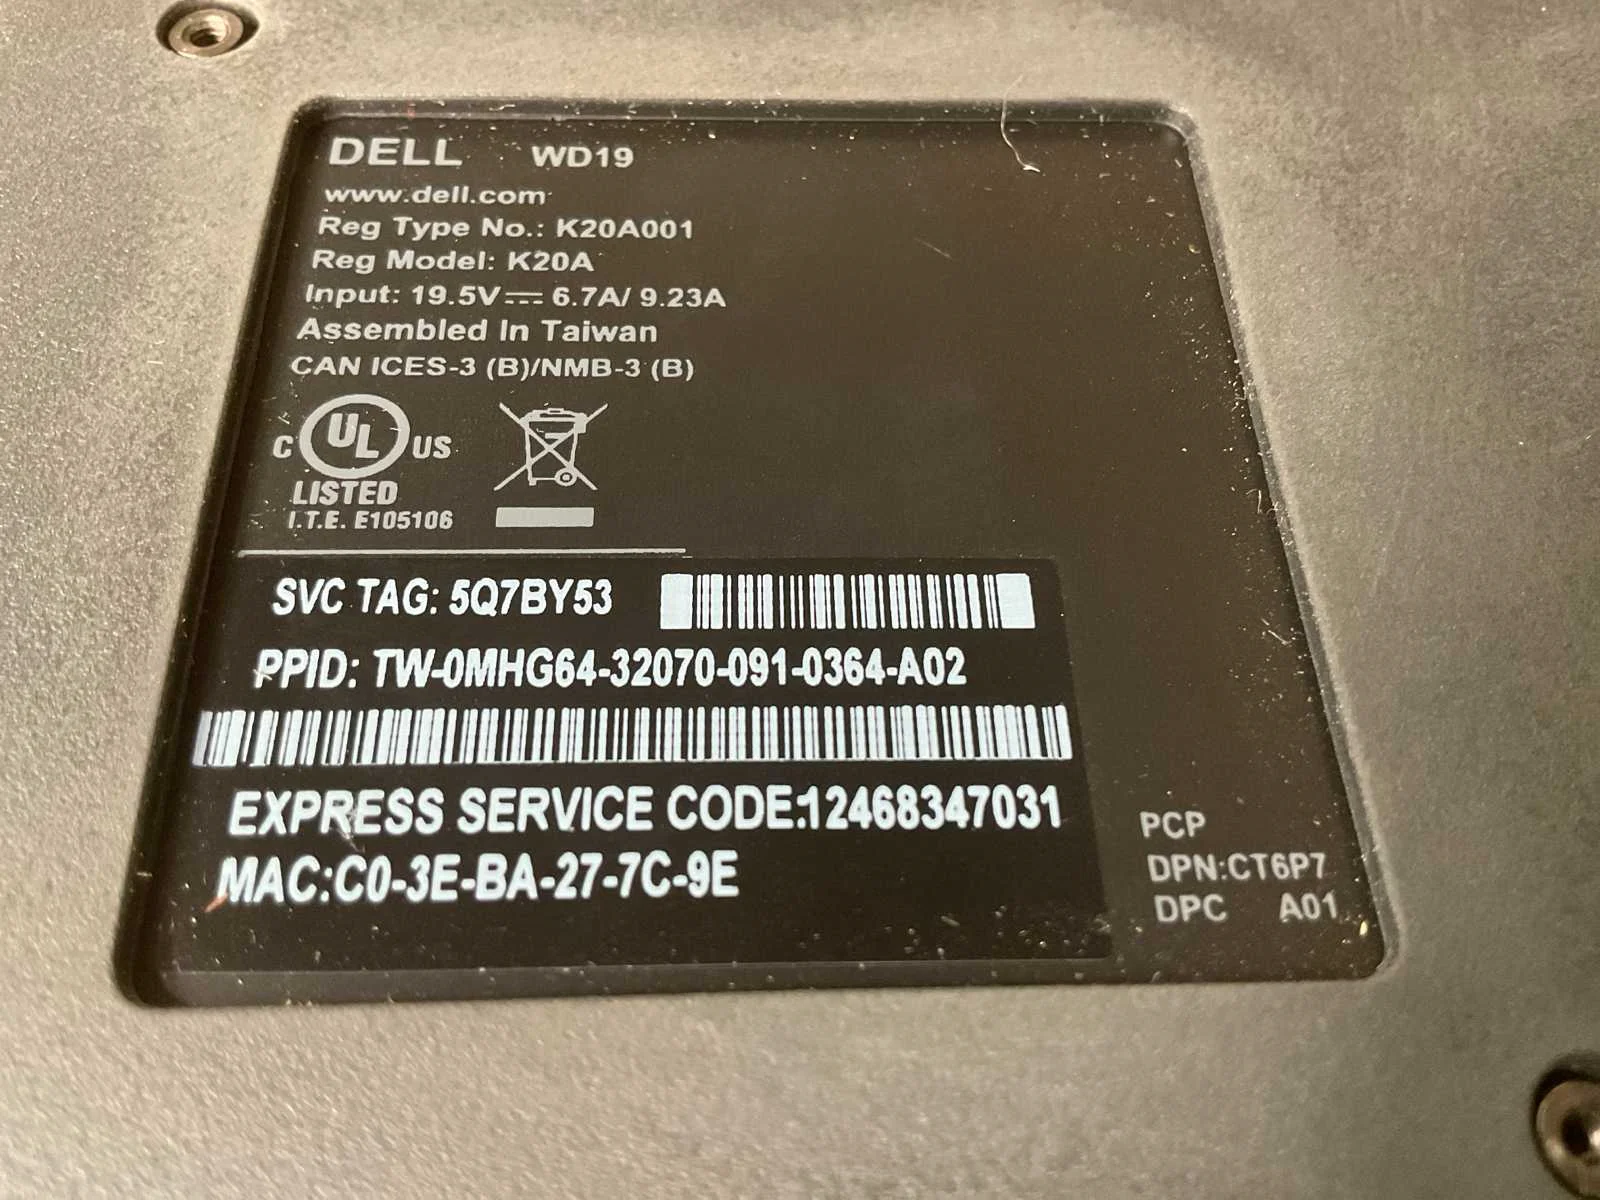 DELL WD19
www.dell.com
Reg Type No.: K20A001
Reg Model: K20A
Input: 19.5V⎓ 6.7A/ 9.23A
Assembled In Taiwan
CAN ICES-3 (B)/NMB-3 (B)
C UL US
LISTED
I.T.E. E105106
SVC TAG: 5Q7BY53
PPID: TW-0MHG64-32070-091-0364-A02
EXPRESS SERVICE CODE:12468347031
MAC:C0-3E-BA-27-7C-9E
PCP
DPN:CT6P7
DPC A01